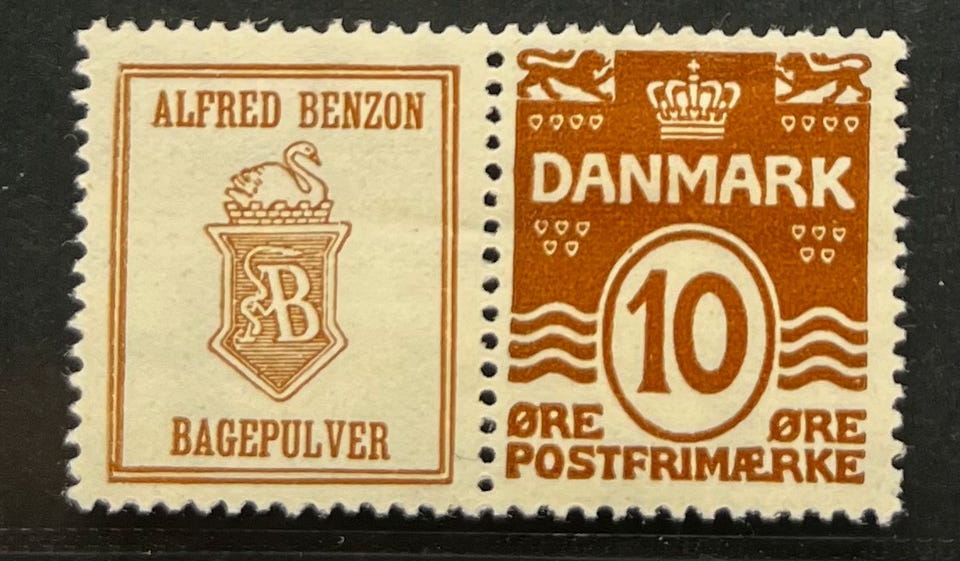 ALFRED BENZON
B
BAGEPULVER
DANMARK
10
ØRE ØRE
POSTFRIMÆRKE